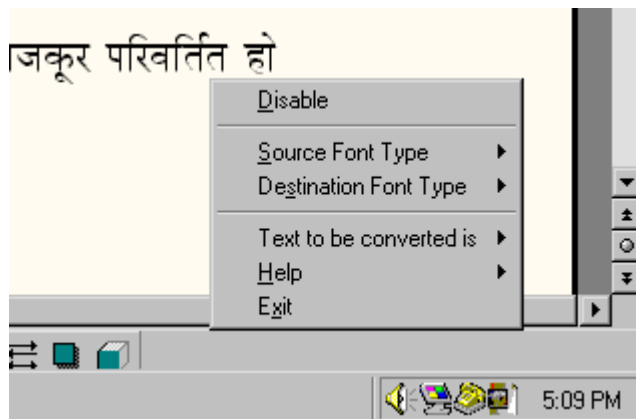 जकूर परिवर्तित हो
Disable
Source Font Type
Destination Font Type
Text to be converted is
Help
Exit
5:09 PM